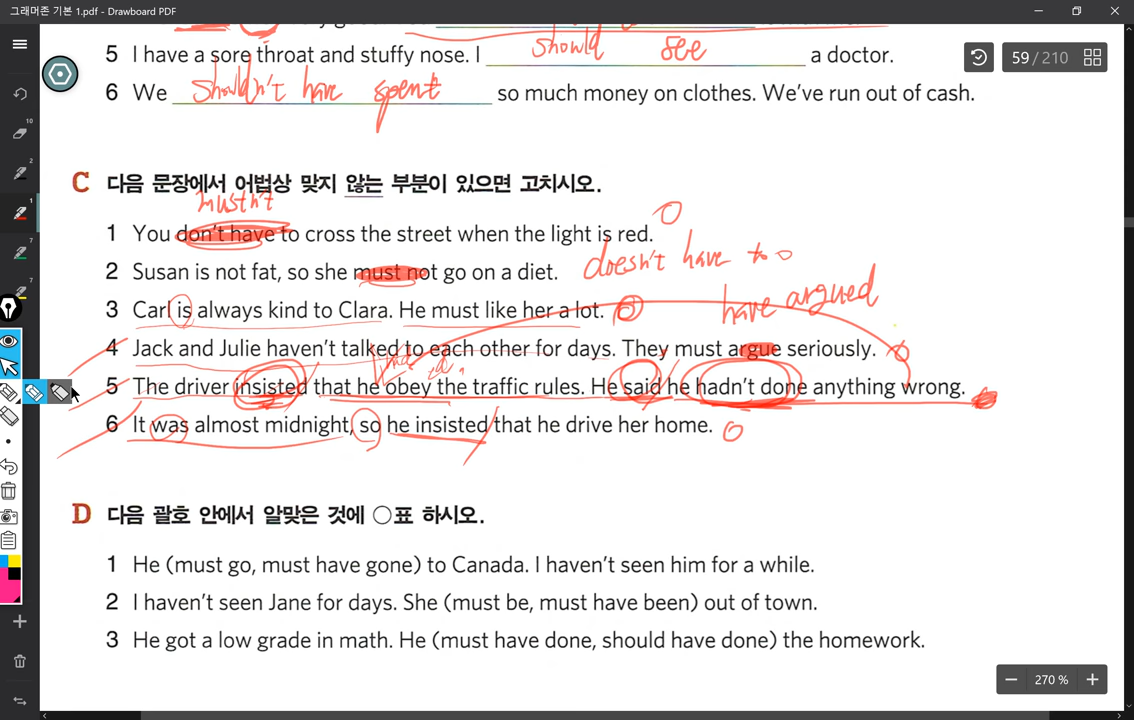 그래머존 기본 1.pdf - Drawboard PDF
59 / 210
should see
5 I have a sore throat and stuffy nose. I a doctor.
shouldn't have spent
6 We so much money on clothes. We've run out of cash.
C 다음 문장에서 어법상 맞지 않는 부분이 있으면 고치시오.
mustn't
1 You don't have to cross the street when the light is red.
doesn't have to
2 Susan is not fat, so she must not go on a diet.
3 Carl is always kind to Clara. He must like her a lot.
have argued
4 Jack and Julie haven't talked to each other for days. They must argue seriously.
5 The driver insisted that he obey the traffic rules. He said he hadn't done anything wrong.
6 It was almost midnight, so he insisted that he drive her home.
D 다음 괄호 안에서 알맞은 것에 ○표 하시오.
1 He (must go, must have gone) to Canada. I haven't seen him for a while.
2 I haven't seen Jane for days. She (must be, must have been) out of town.
3 He got a low grade in math. He (must have done, should have done) the homework.
270 %
10
2
1
7
7